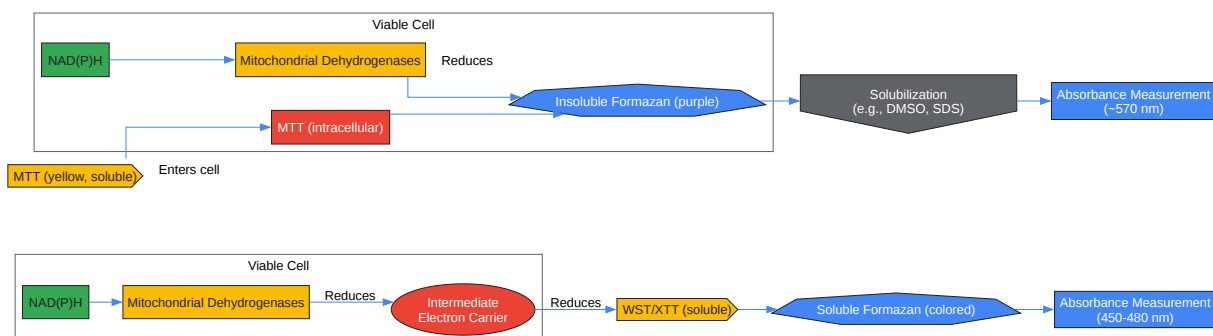 Viable Cell
NAD(P)H
Mitochondrial Dehydrogenases
Reduces
Insoluble Formazan (purple)
Solubilization
(e.g., DMSO, SDS)
Absorbance Measurement
(~570 nm)
MTT (intracellular)
MTT (yellow, soluble)
Enters cell
Viable Cell
NAD(P)H
Mitochondrial Dehydrogenases
Reduces
Intermediate
Electron Carrier
Reduces
WST/XTT (soluble)
Soluble Formazan (colored)
Absorbance Measurement
(450-480 nm)